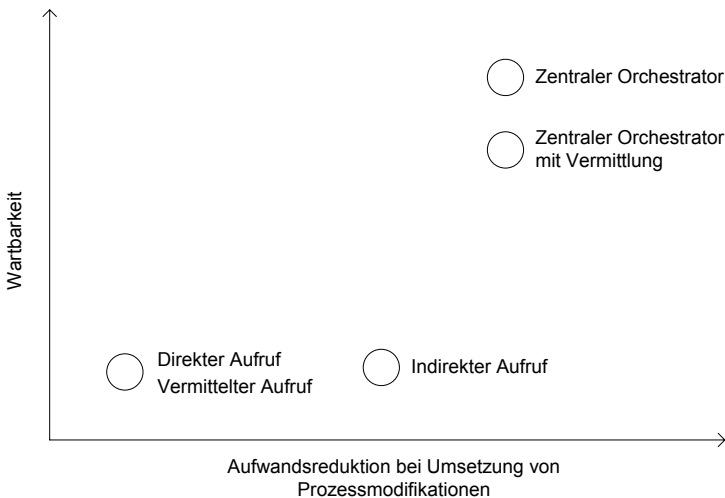 Zentraler Orchestrator
Zentraler Orchestrator
mit Vermittlung
Wartbarkeit
Direkter Aufruf
Vermittelter Aufruf
Indirekter Aufruf
Aufwandsreduktion bei Umsetzung von
Prozessmodifikationen